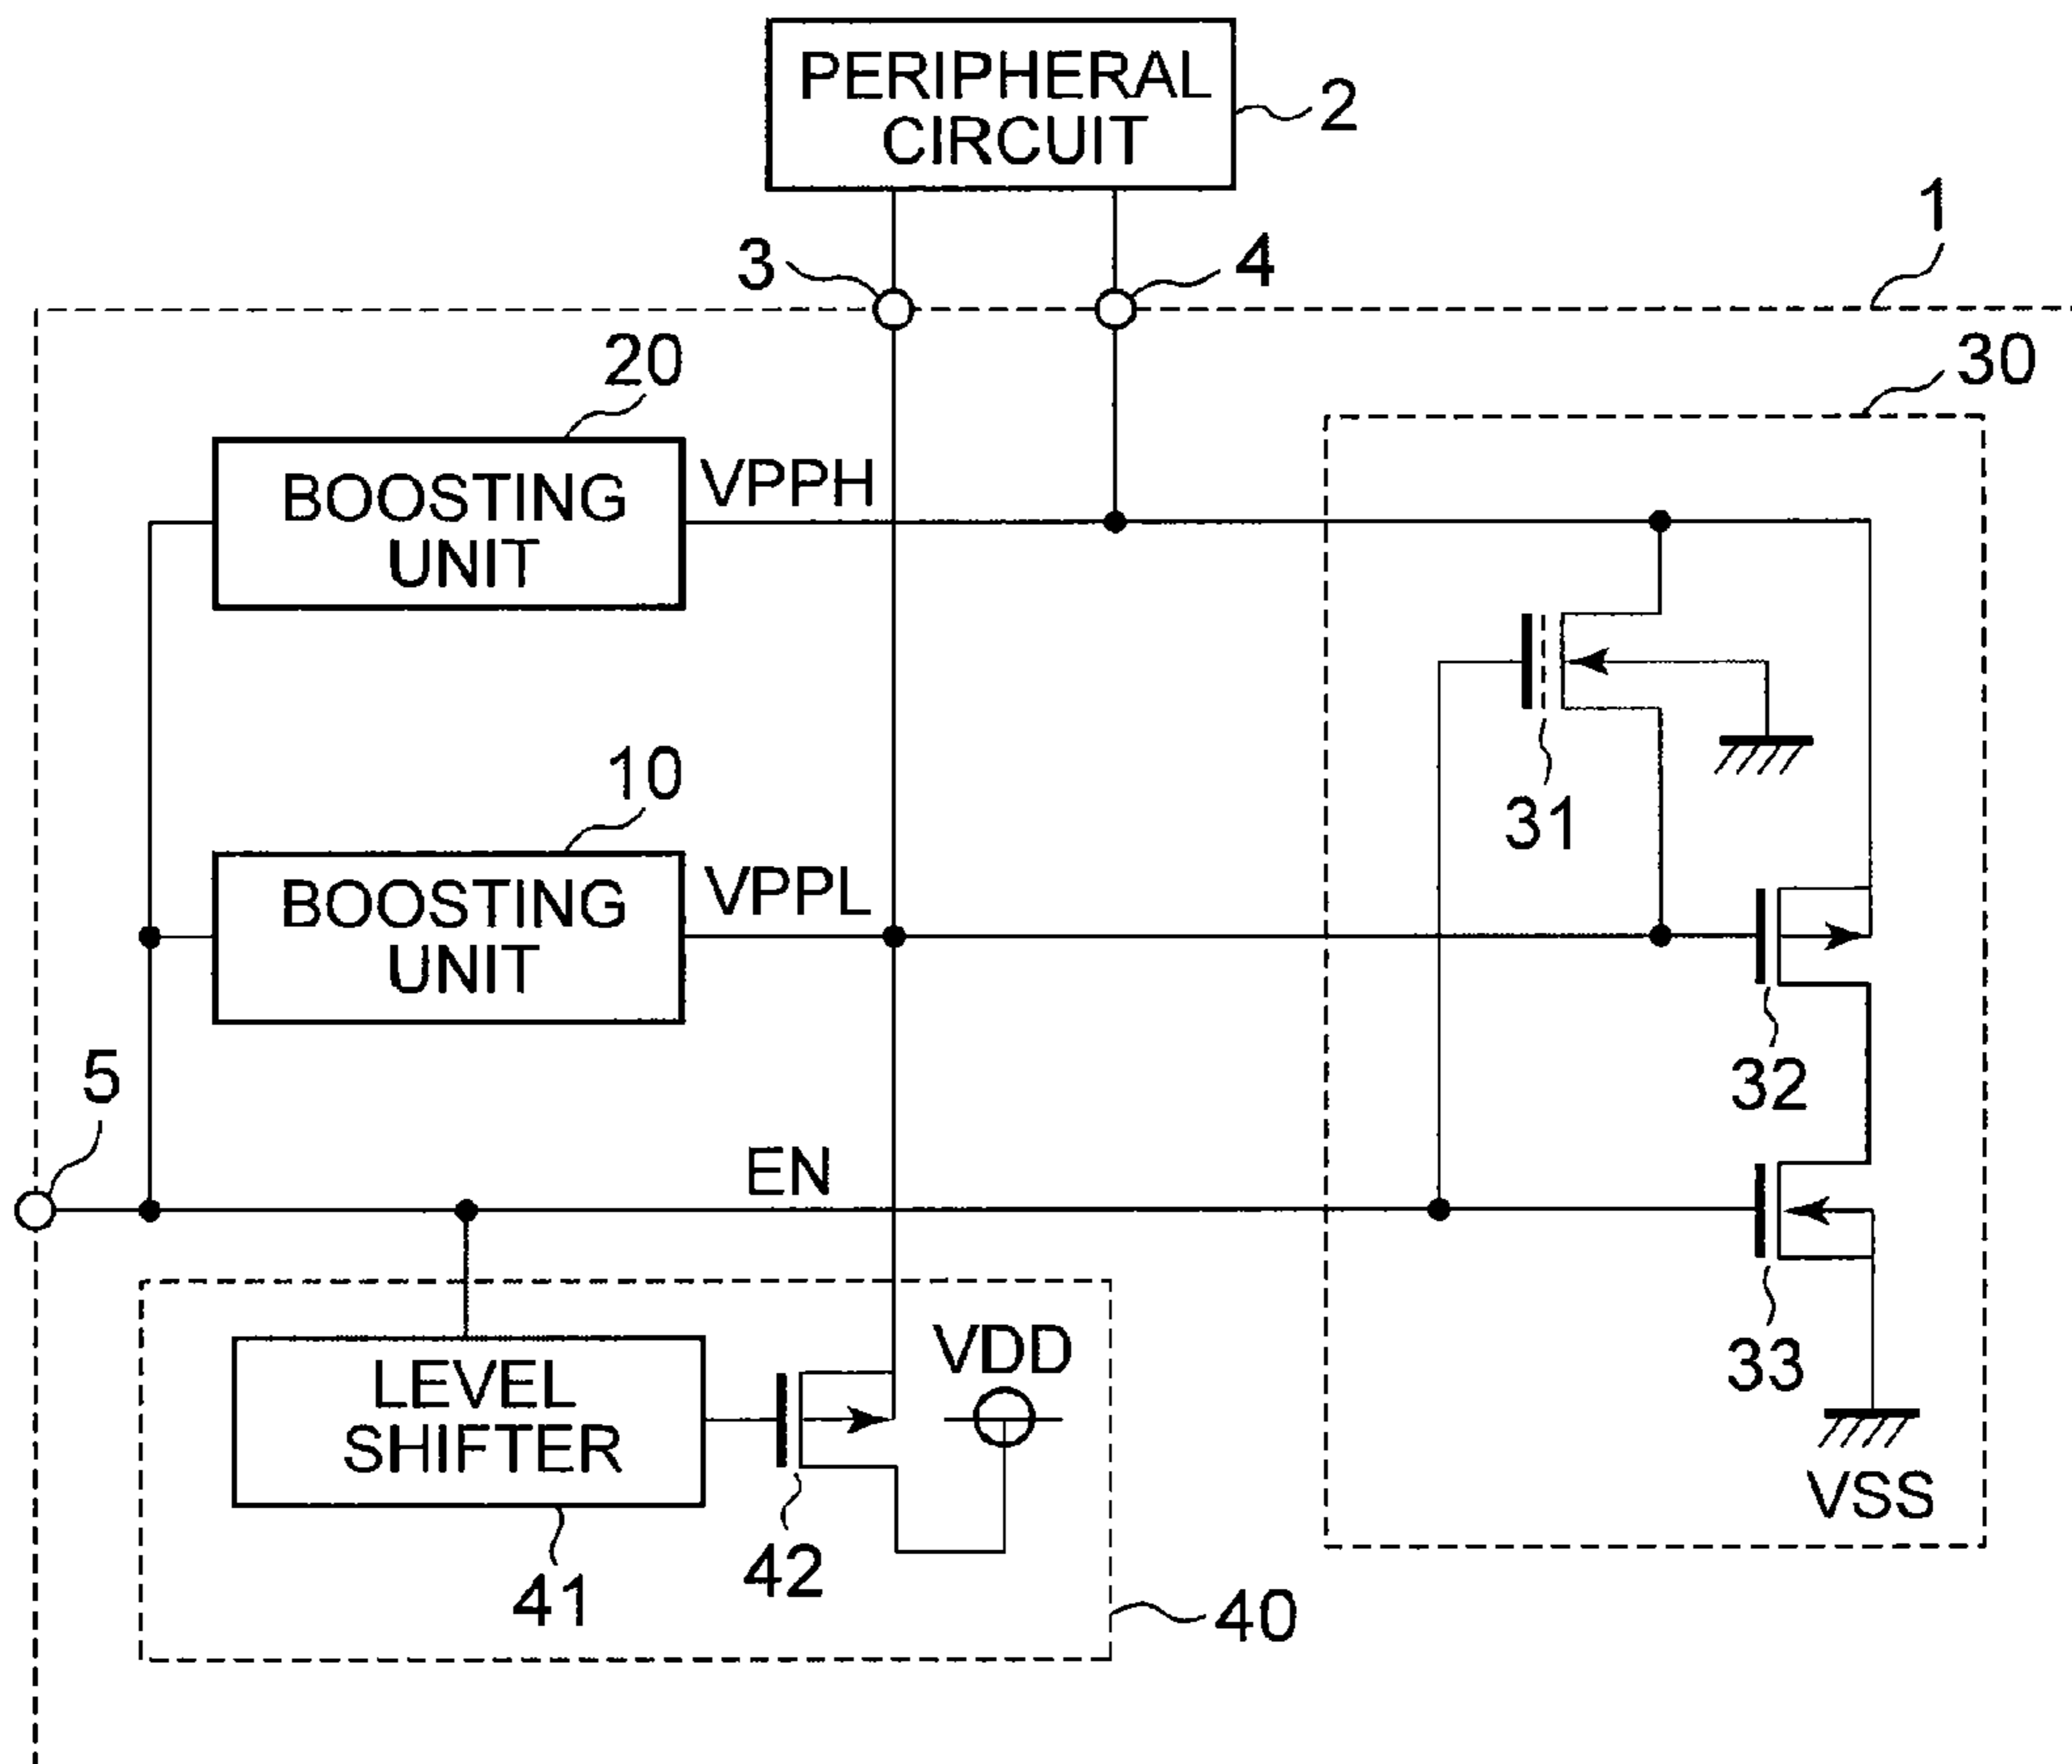 PERIPHERAL
CIRCUIT
2
1
3
4
30
20
BOOSTING
UNIT
VPPH
31
10
BOOSTING
UNIT
VPPL
32
5
EN
33
LEVEL
SHIFTER
VDD
VSS
41
42
40